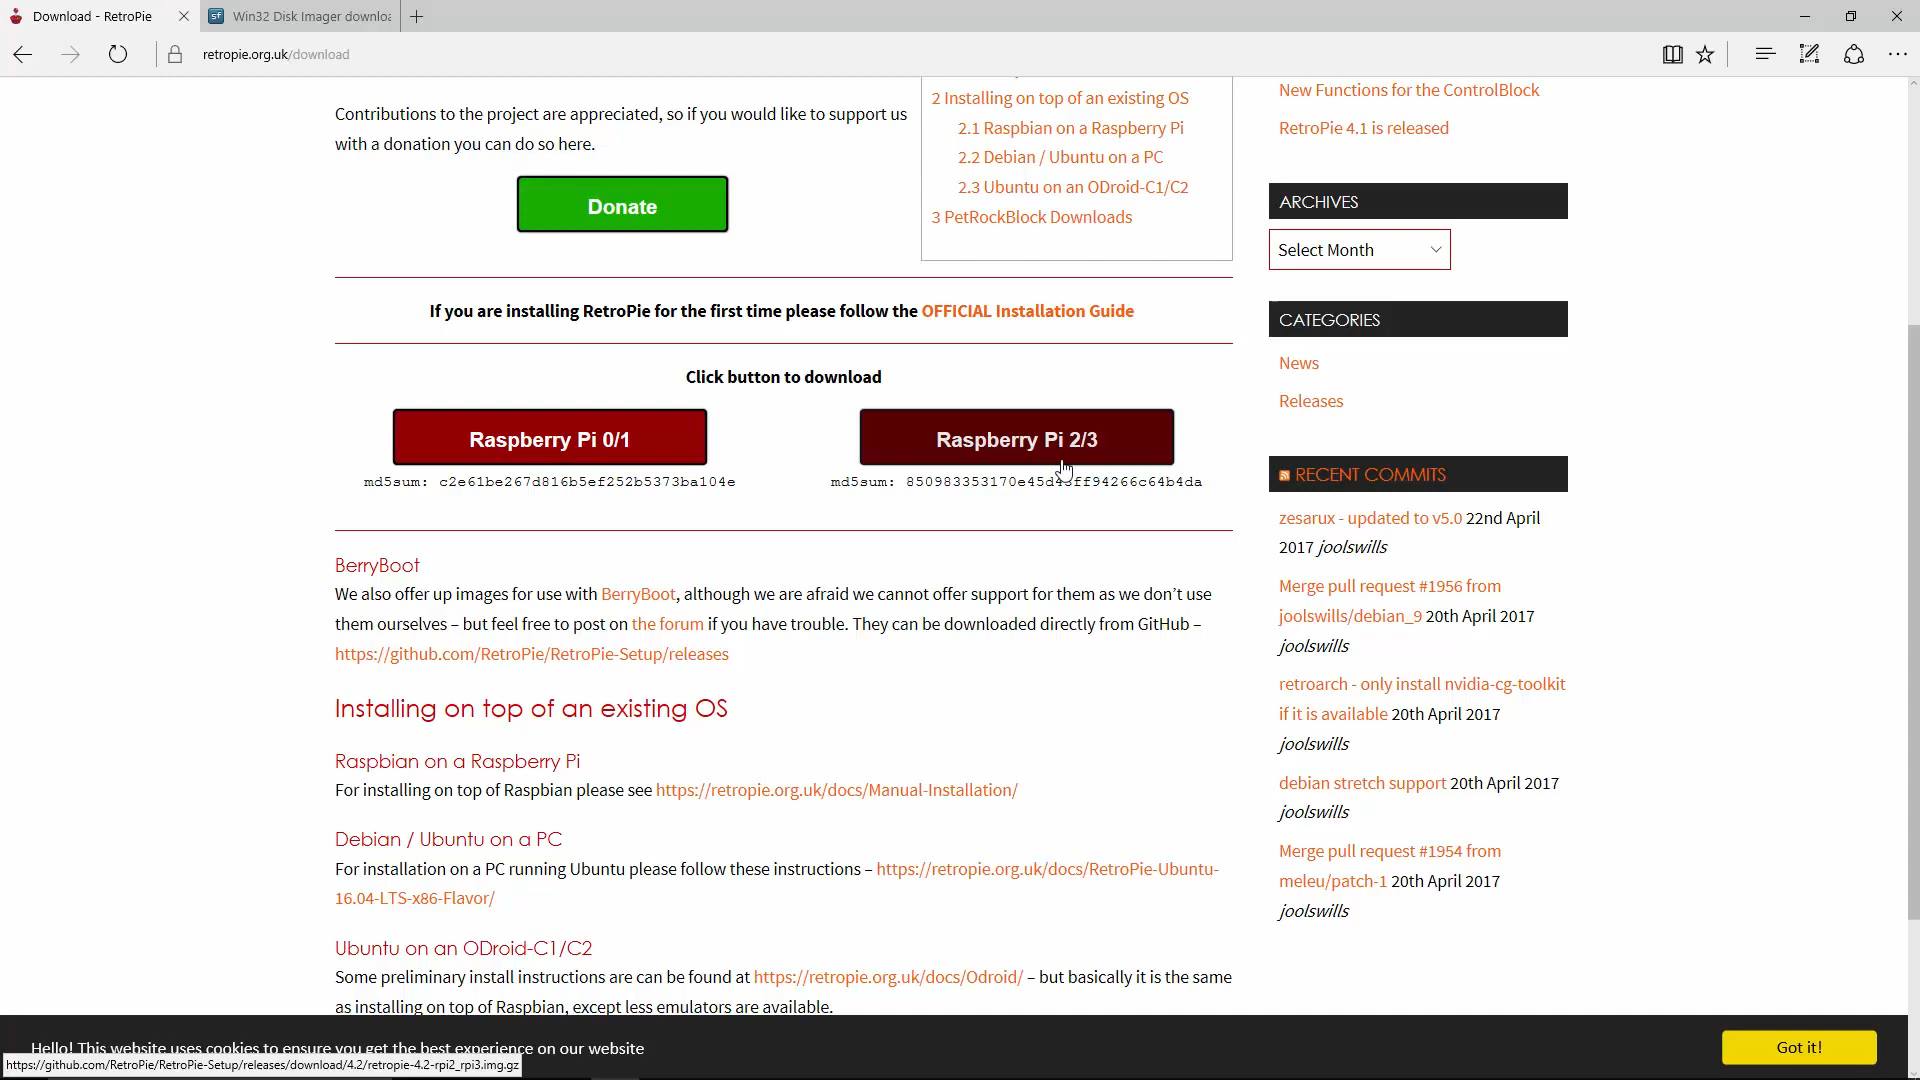 Download - RetroPie
Win32 Disk Imager downloa
retropie.org.uk/download
Contributions to the project are appreciated, so if you would like to support us
with a donation you can do so here.
Donate
2 Installing on top of an existing OS
2.1 Raspbian on a Raspberry Pi
2.2 Debian / Ubuntu on a PC
2.3 Ubuntu on an ODroid-C1/C2
3 PetRockBlock Downloads
If you are installing RetroPie for the first time please follow the OFFICIAL Installation Guide
Click button to download
Raspberry Pi 0/1
Raspberry Pi 2/3
md5sum: c2e61be267d816b5ef252b5373ba104e
md5sum:
BerryBoot
We also offer up images for use with BerryBoot, although we are afraid we cannot offer support for them as we don't use
them ourselves – but feel free to post on the forum if you have trouble. They can be downloaded directly from GitHub –
https://github.com/RetroPie/RetroPie-Setup/releases
Installing on top of an existing OS
Raspbian on a Raspberry Pi
For installing on top of Raspbian please see https://retropie.org.uk/docs/Manual-Installation/
Debian / Ubuntu on a PC
For installation on a PC running Ubuntu please follow these instructions – https://retropie.org.uk/docs/RetroPie-Ubuntu-
16.04-LTS-x86-Flavor/
Ubuntu on an ODroid-C1/C2
Some preliminary install instructions are can be found at https://retropie.org.uk/docs/Odroid/ – but basically it is the same
as installing on top of Raspbian, except less emulators are available.
New Functions for the ControlBlock
RetroPie 4.1 is released
ARCHIVES
Select Month
CATEGORIES
News
Releases
RECENT COMMITS
zesarux - updated to v5.0 22nd April
2017 joolswills
Merge pull request #1956 from
joolswills/debian_9 20th April 2017
joolswills
retroarch - only install nvidia-cg-toolkit
if it is available 20th April 2017
joolswills
debian stretch support 20th April 2017
joolswills
Merge pull request #1954 from
meleu/patch-1 20th April 2017
joolswills
Hello! This website uses cookies to ensure you get the best experience on our website
Got it!
https://github.com/RetroPie/RetroPie-Setup/releases/download/4.2/retropie-4.2-rpi2_rpi3.img.gz